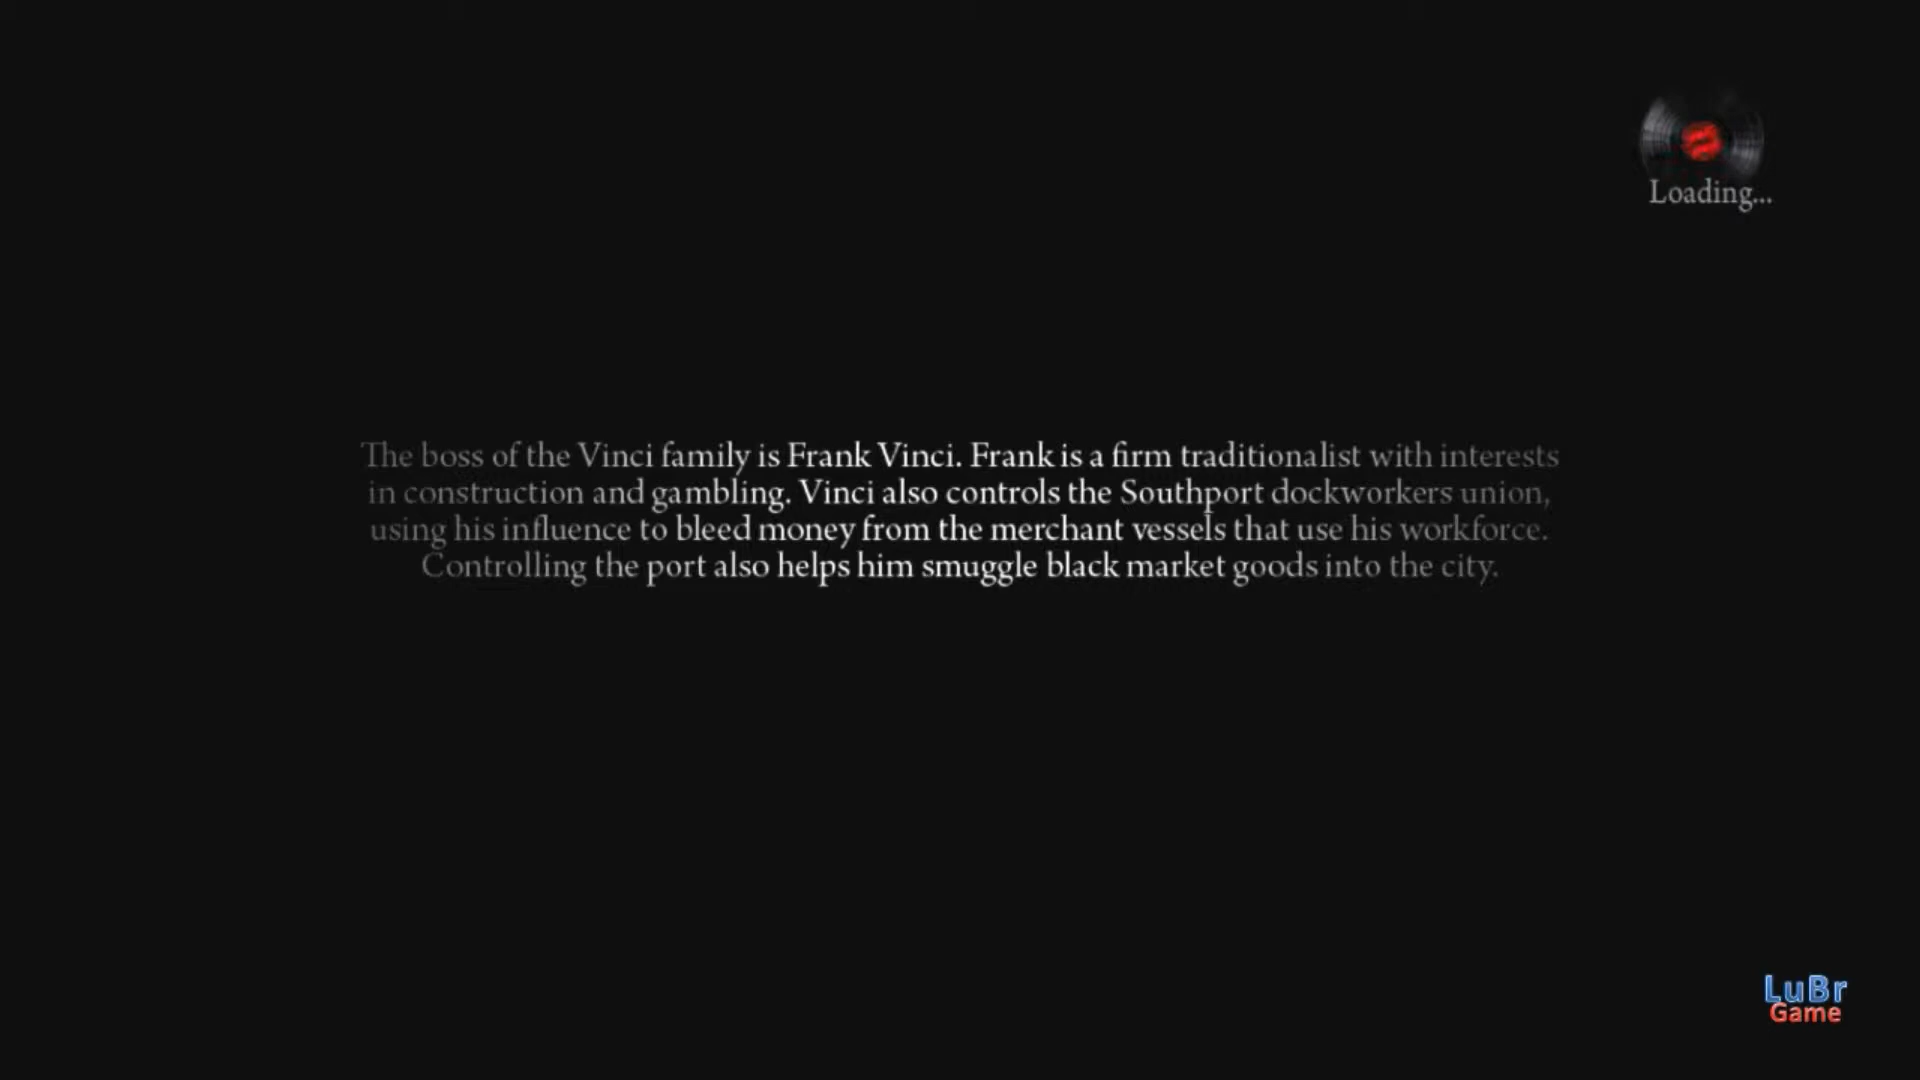 Loading...
The boss of the Vinci family is Frank Vinci. Frank is a firm traditionalist with interests
in construction and gambling. Vinci also controls the Southport dockworkers union,
using his influence to bleed money from the merchant vessels that use his workforce.
Controlling the port also helps him smuggle black market goods into the city.
LuBr
Game